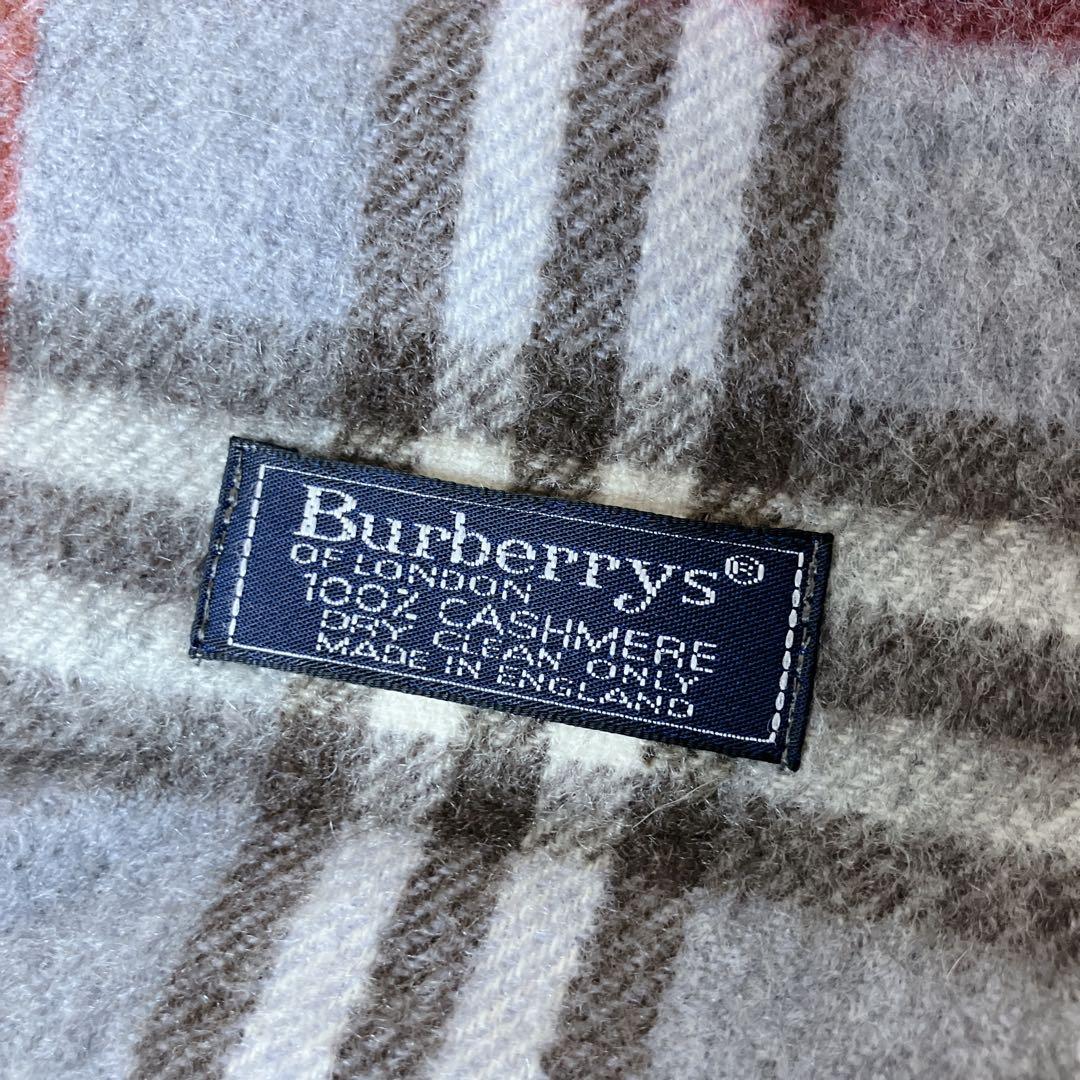 Burberrys®
OF LONDON
100% CASHMERE
DRY CLEAN ONLY
MADE IN ENGLAND